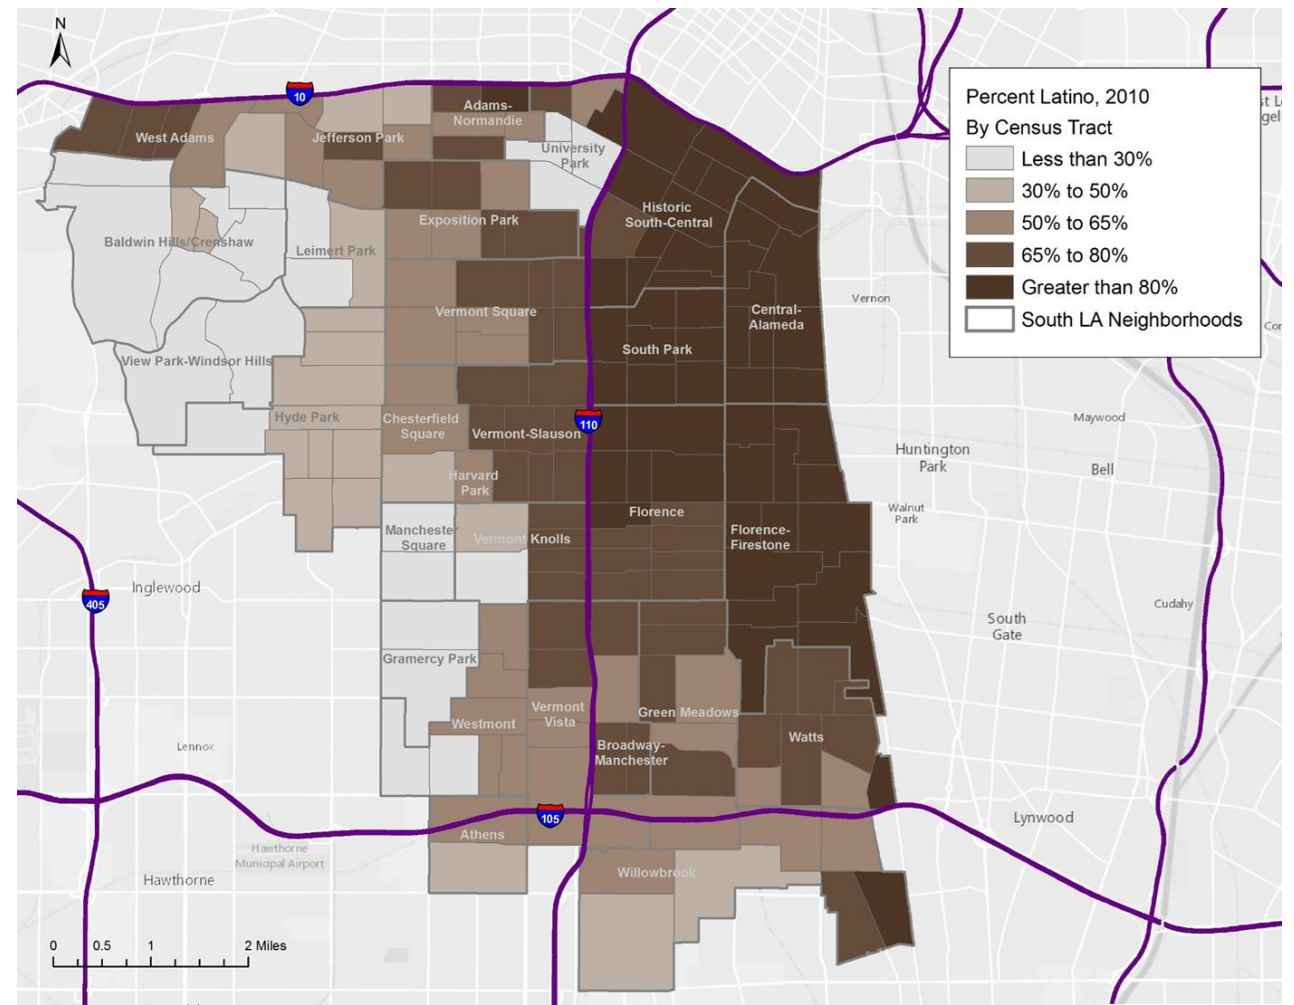 N
10
Percent Latino, 2010
By Census Tract
Less than 30%
30% to 50%
50% to 65%
65% to 80%
Greater than 80%
South LA Neighborhoods
Adams-
Normandie
West Adams
Jefferson Park
University
Park
Historic
South-Central
Exposition Park
Baldwin Hills/Crenshaw
Leimert Park
Vernon
Vermont Square
Central-
Alameda
South Park
View Park-Windsor Hills
Hyde Park
Chesterfield
Square
Vermont-Slauson
110
Maywood
Huntington
Park
Bell
Harvard
Park
Walnut
Park
Florence
Manchester
Square
Vermont Knolls
Florence-
Firestone
Inglewood
405
Cudahy
South
Gate
Gramercy Park
Vermont
Vista
Green Meadows
Westmont
Watts
Lennox
Broadway-
Manchester
105
Lynwood
Athens
Hawthorne
Municipal Airport
Hawthorne
Willowbrook
0 0.5 1 2 Miles